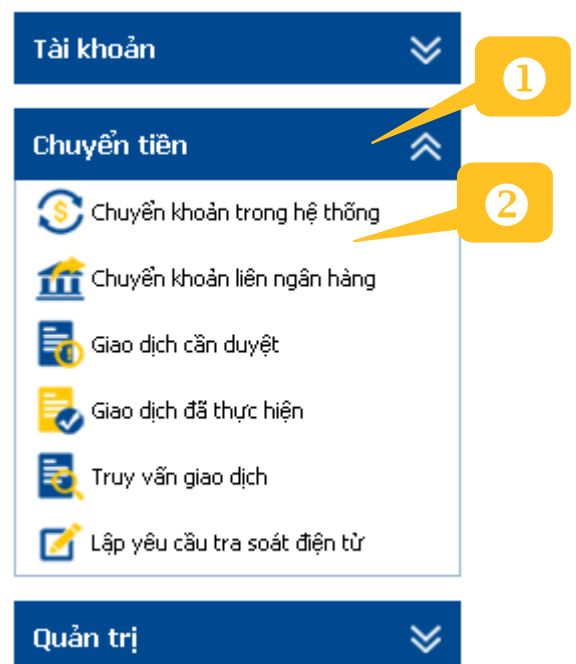 Tài khoản
1
Chuyển tiền
2
Chuyển khoản trong hệ thống
Chuyển khoản liên ngân hàng
Giao dịch cần duyệt
Giao dịch đã thực hiện
Truy vấn giao dịch
Lập yêu cầu tra soát điện tử
Quản trị